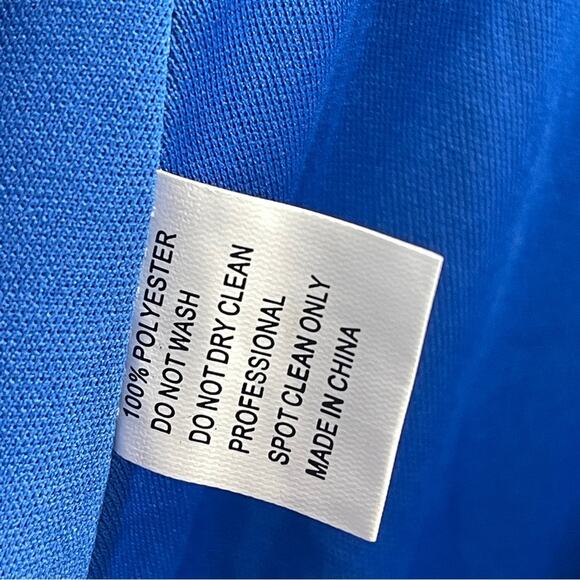 100% POLYESTER
DO NOT WASH
DO NOT DRY CLEAN
PROFESSIONAL
SPOT CLEAN ONLY
MADE IN CHINA